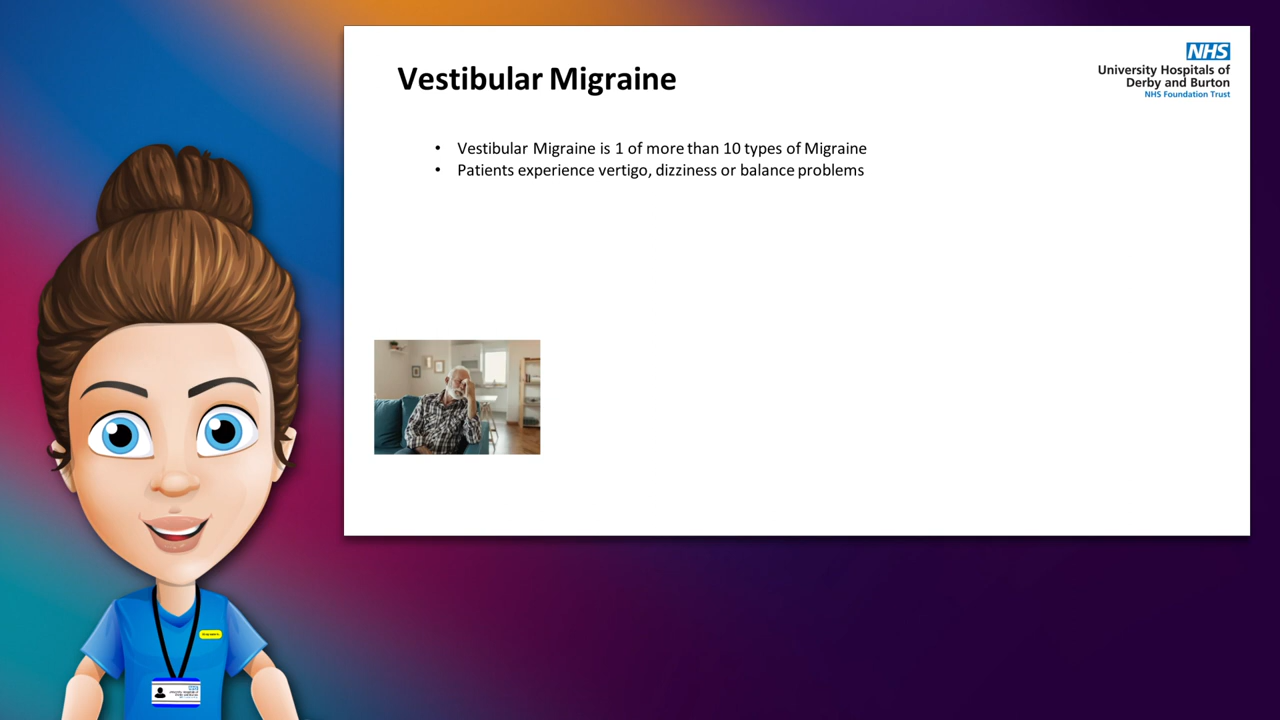 Vestibular Migraine
NHS
University Hospitals of
Derby and Burton
NHS Foundation Trust
• Vestibular Migraine is 1 of more than 10 types of Migraine
• Patients experience vertigo, dizziness or balance problems